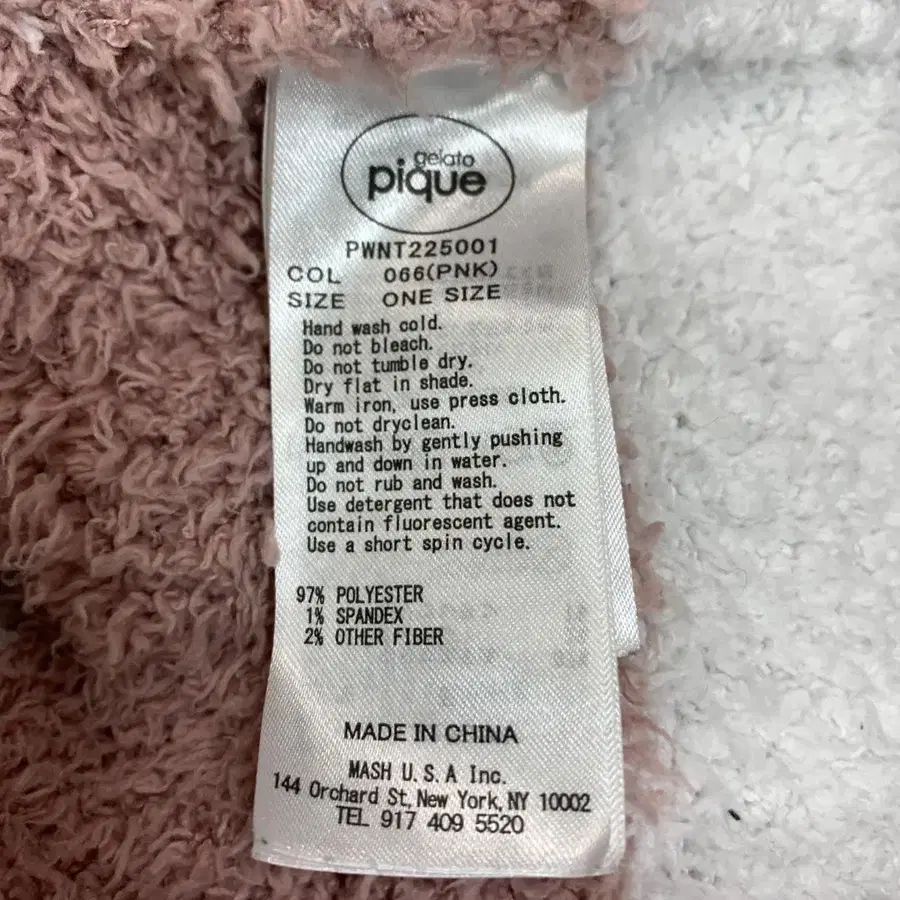 gelato
pique
PWNT225001
COL 066(PNK)
SIZE ONE SIZE
Hand wash cold.
Do not bleach.
Do not tumble dry.
Dry flat in shade.
Warm iron, use press cloth.
Do not dryclean.
Handwash by gently pushing
up and down in water.
Do not rub and wash.
Use detergent that does not
contain fluorescent agent.
Use a short spin cycle.
97% POLYESTER
1% SPANDEX
2% OTHER FIBER
MADE IN CHINA
MASH U.S.A Inc.
144 Orchard St, New York, NY 10002
TEL 917 409 5520